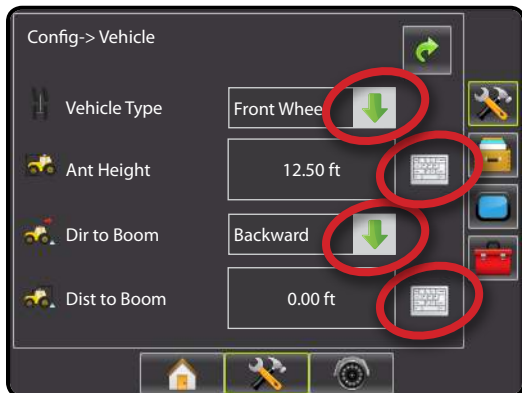 Config-> Vehicle
Vehicle Type
Front Whee
Ant Height
12.50 ft
Dir to Boom
Backward
Dist to Boom
0.00 ft